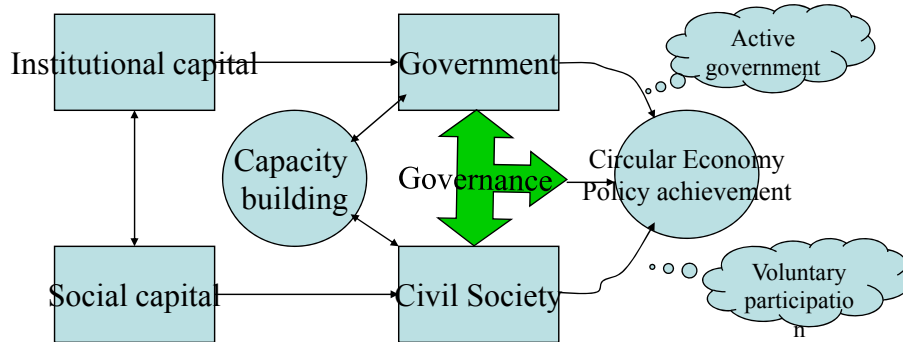 Institutional capital
Government
Active
government
Capacity
building
Governance
Circular Economy
Policy achievement
Social capital
Civil Society
Voluntary
participatio
n